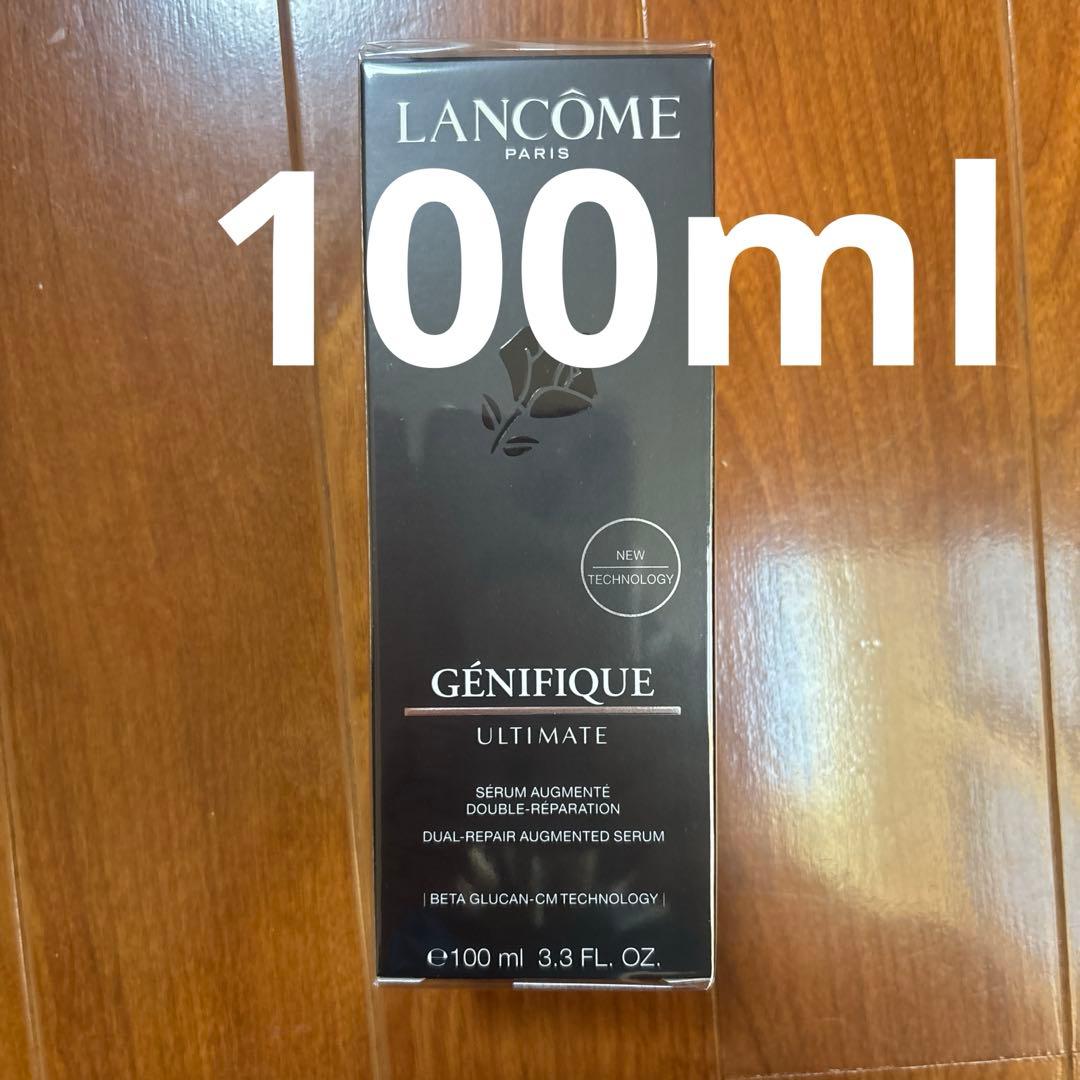 LANCÔME
PARIS
100ml
NEW
TECHNOLOGY
GÉNIFIQUE
ULTIMATE
SÉRUM AUGMENTÉ
DOUBLE-RÉPARATION
DUAL-REPAIR AUGMENTED SERUM
| BETA GLUCAN-CM TECHNOLOGY |
℮100 ml 3.3 FL. OZ.